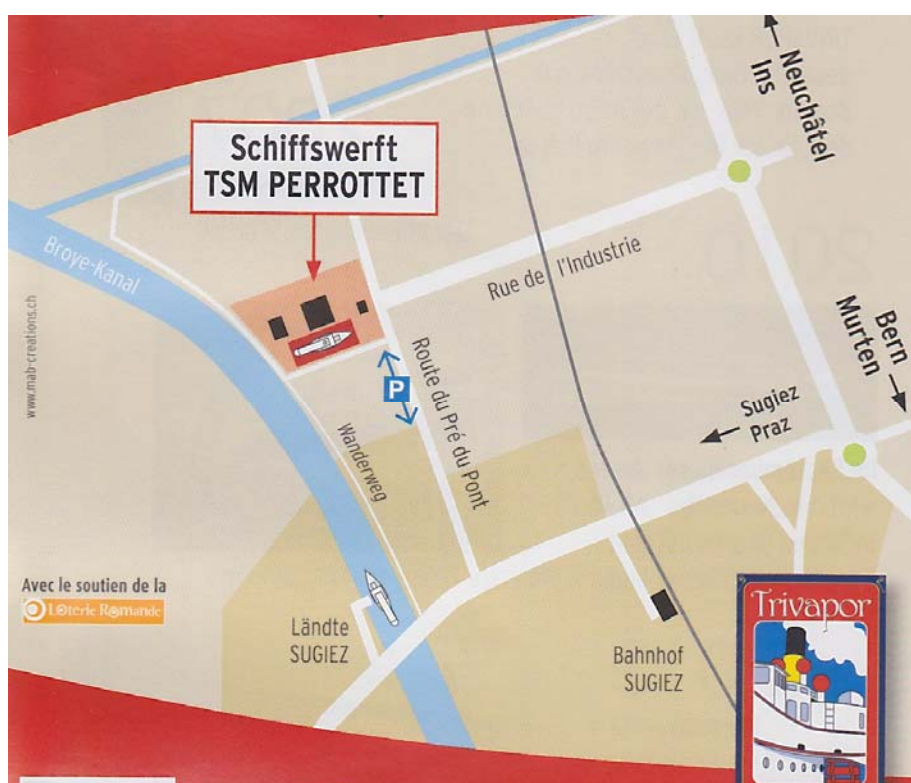 Neuchâtel
Ins
Schiffswerft
TSM PERROTTET
Broye-Kanal
Rue de l'Industrie
Bern
Murten
www.mab-creations.ch
P
Route du Pré du Pont
Sugiez
Praz
Wanderweg
Avec le soutien de la
Loterie Romande
Ländte
SUGIEZ
Bahnhof
SUGIEZ
Trivapor